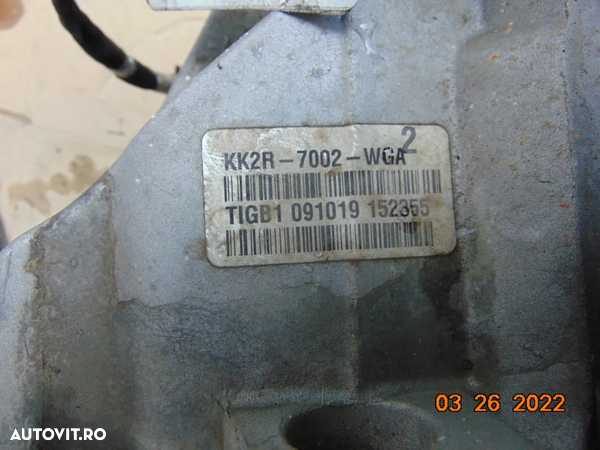 2
KK2R-7002-WGA
TIGB1 091019 152355
03 26 2022
AUTOVIT.RO